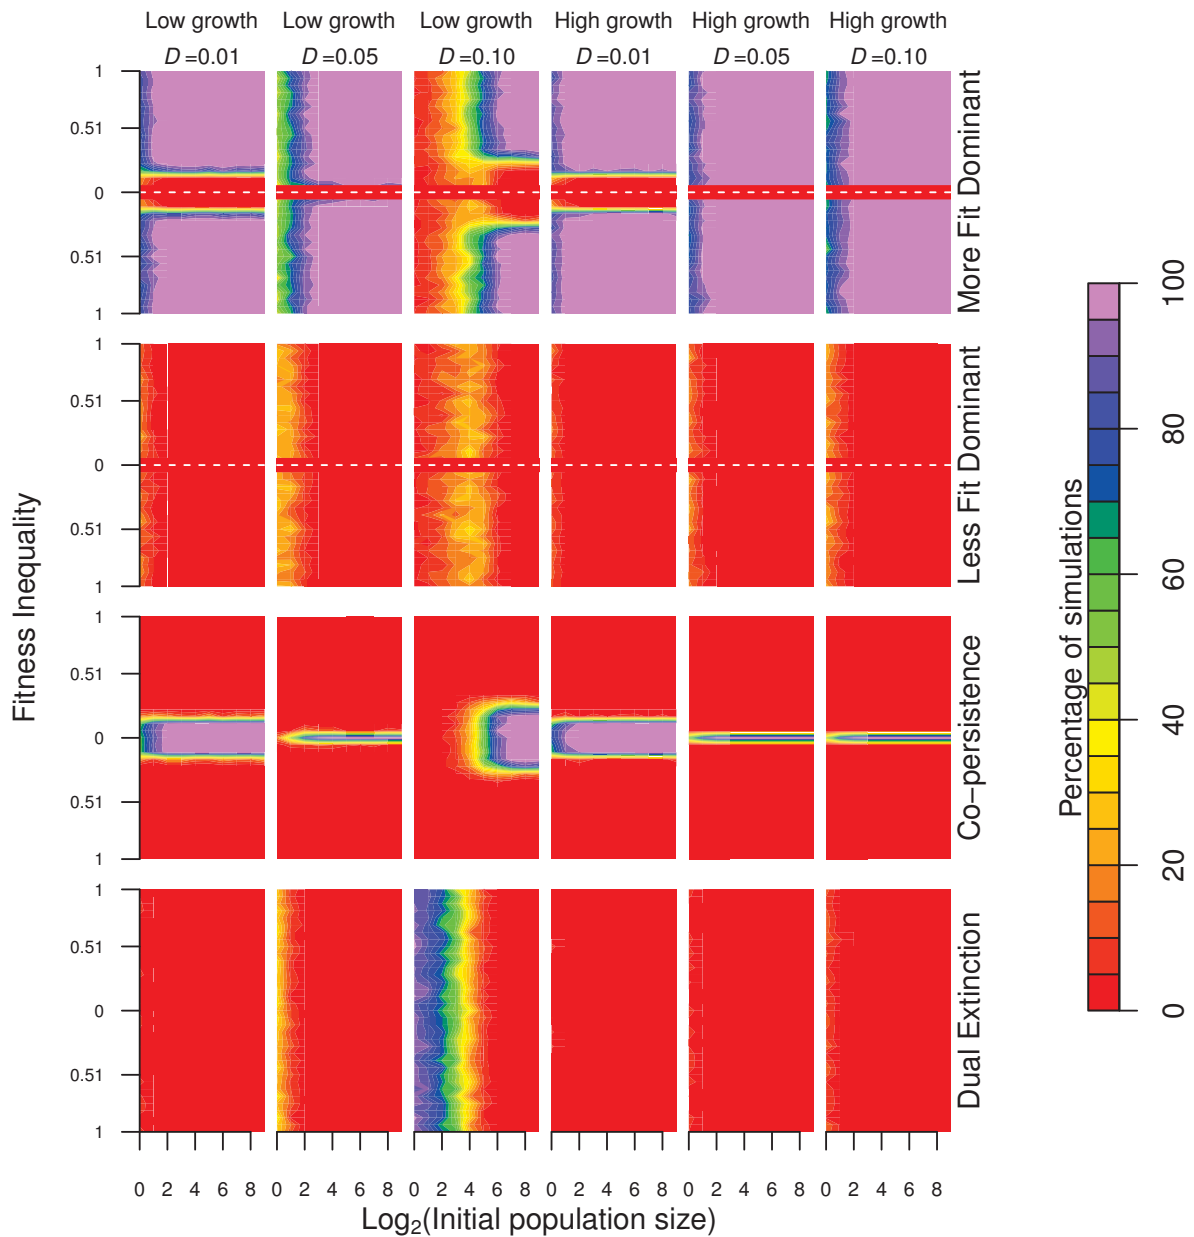 Low growth Low growth Low growth High growth High growth High growth
D =0.01 D =0.05 D =0.10 D =0.01 D =0.05 D =0.10
1
0.51
0
0.51
1
More Fit Dominant
1
0.51
0
0.51
1
Less Fit Dominant
1
0.51
0
0.51
1
Co−persistence
1
0.51
0
0.51
1
Dual Extinction
Fitness Inequality
0 2 4 6 8 0 2 4 6 8 0 2 4 6 8 0 2 4 6 8 0 2 4 6 8 0 2 4 6 8
Log₂(Initial population size)
Percentage of simulations
0 20 40 60 80 100